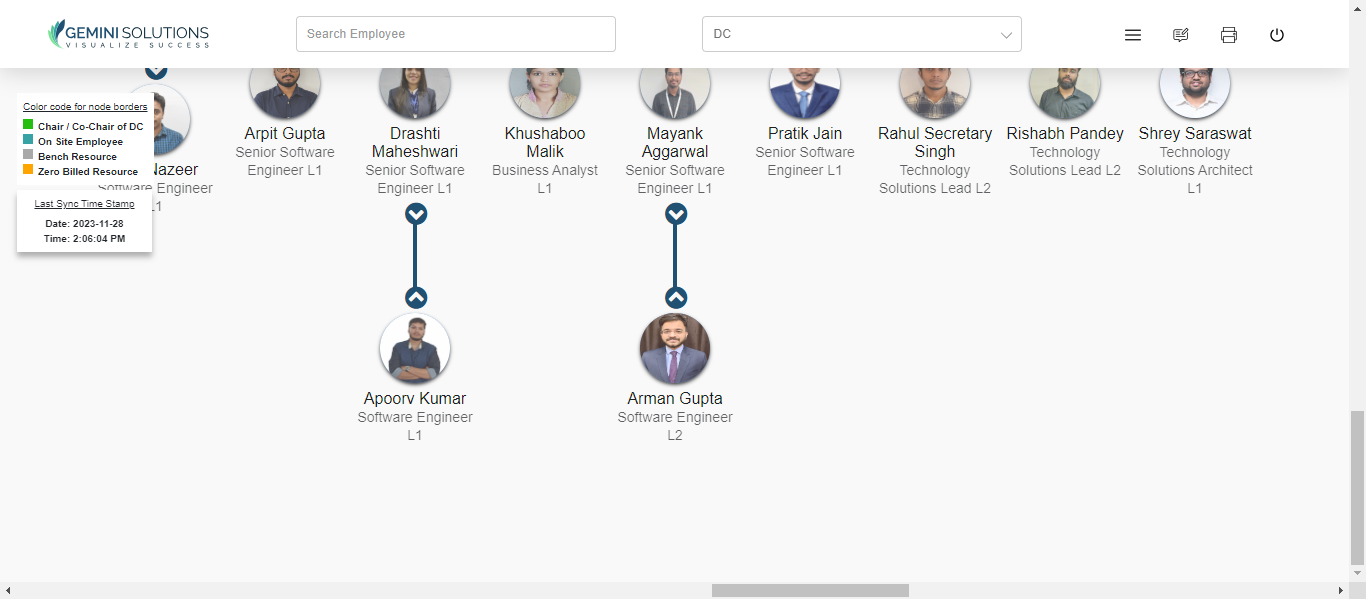 GEMINI SOLUTIONS
VISUALIZE SUCCESS
Search Employee
DC
Color code for node borders
Chair / Co-Chair of DC
On Site Employee
Bench Resource
Zero Billed Resource
Last Sync Time Stamp
Date: 2023-11-28
Time: 2:06:04 PM
Nazeer
Software Engineer
L1
Arpit Gupta
Senior Software
Engineer L1
Drashti
Maheshwari
Senior Software
Engineer L1
Khushaboo
Malik
Business Analyst
L1
Mayank
Aggarwal
Senior Software
Engineer L1
Pratik Jain
Senior Software
Engineer L1
Rahul Secretary
Singh
Technology
Solutions Lead L2
Rishabh Pandey
Technology
Solutions Lead L2
Shrey Saraswat
Technology
Solutions Architect
L1
Apoorv Kumar
Software Engineer
L1
Arman Gupta
Software Engineer
L2